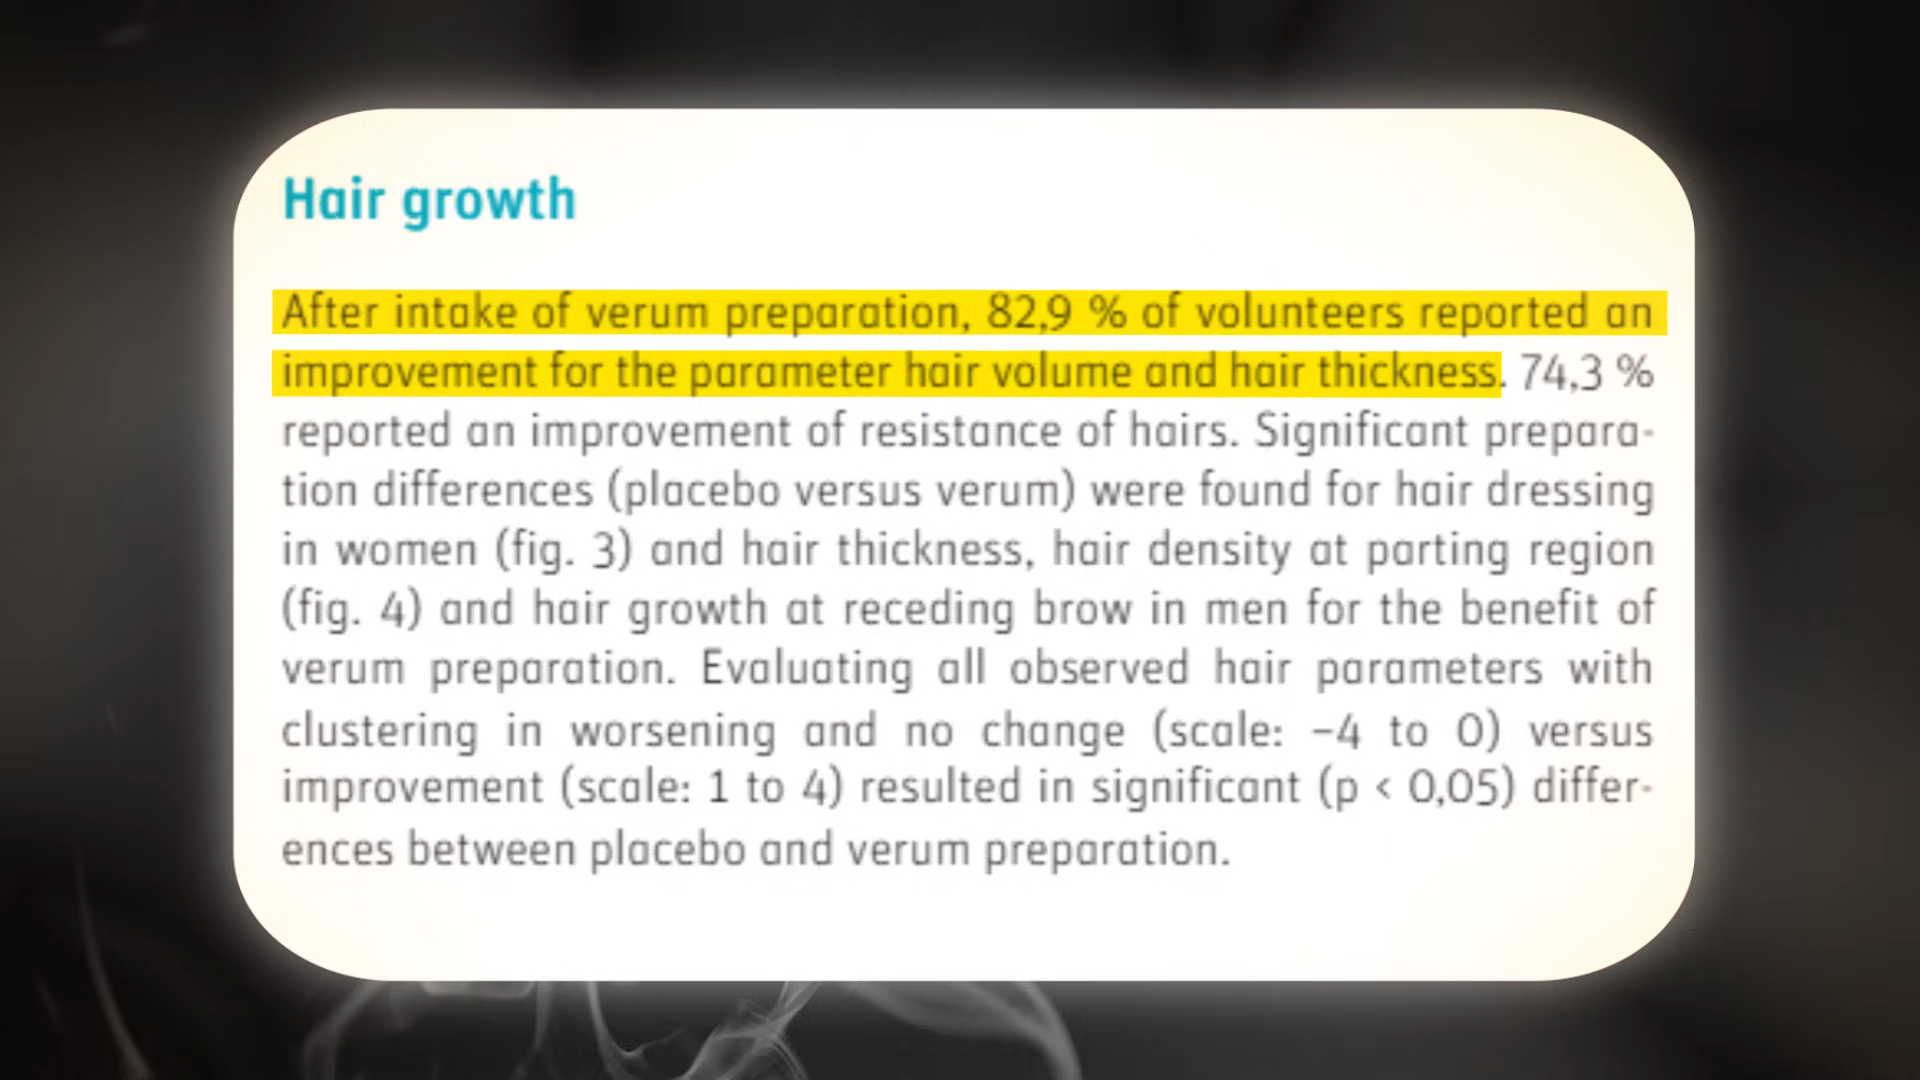 Hair growth
After intake of verum preparation, 82,9 % of volunteers reported an
improvement for the parameter hair volume and hair thickness. 74,3 %
reported an improvement of resistance of hairs. Significant prepara-
tion differences (placebo versus verum) were found for hair dressing
in women (fig. 3) and hair thickness, hair density at parting region
(fig. 4) and hair growth at receding brow in men for the benefit of
verum preparation. Evaluating all observed hair parameters with
clustering in worsening and no change (scale: –4 to 0) versus
improvement (scale: 1 to 4) resulted in significant (p < 0,05) differ-
ences between placebo and verum preparation.